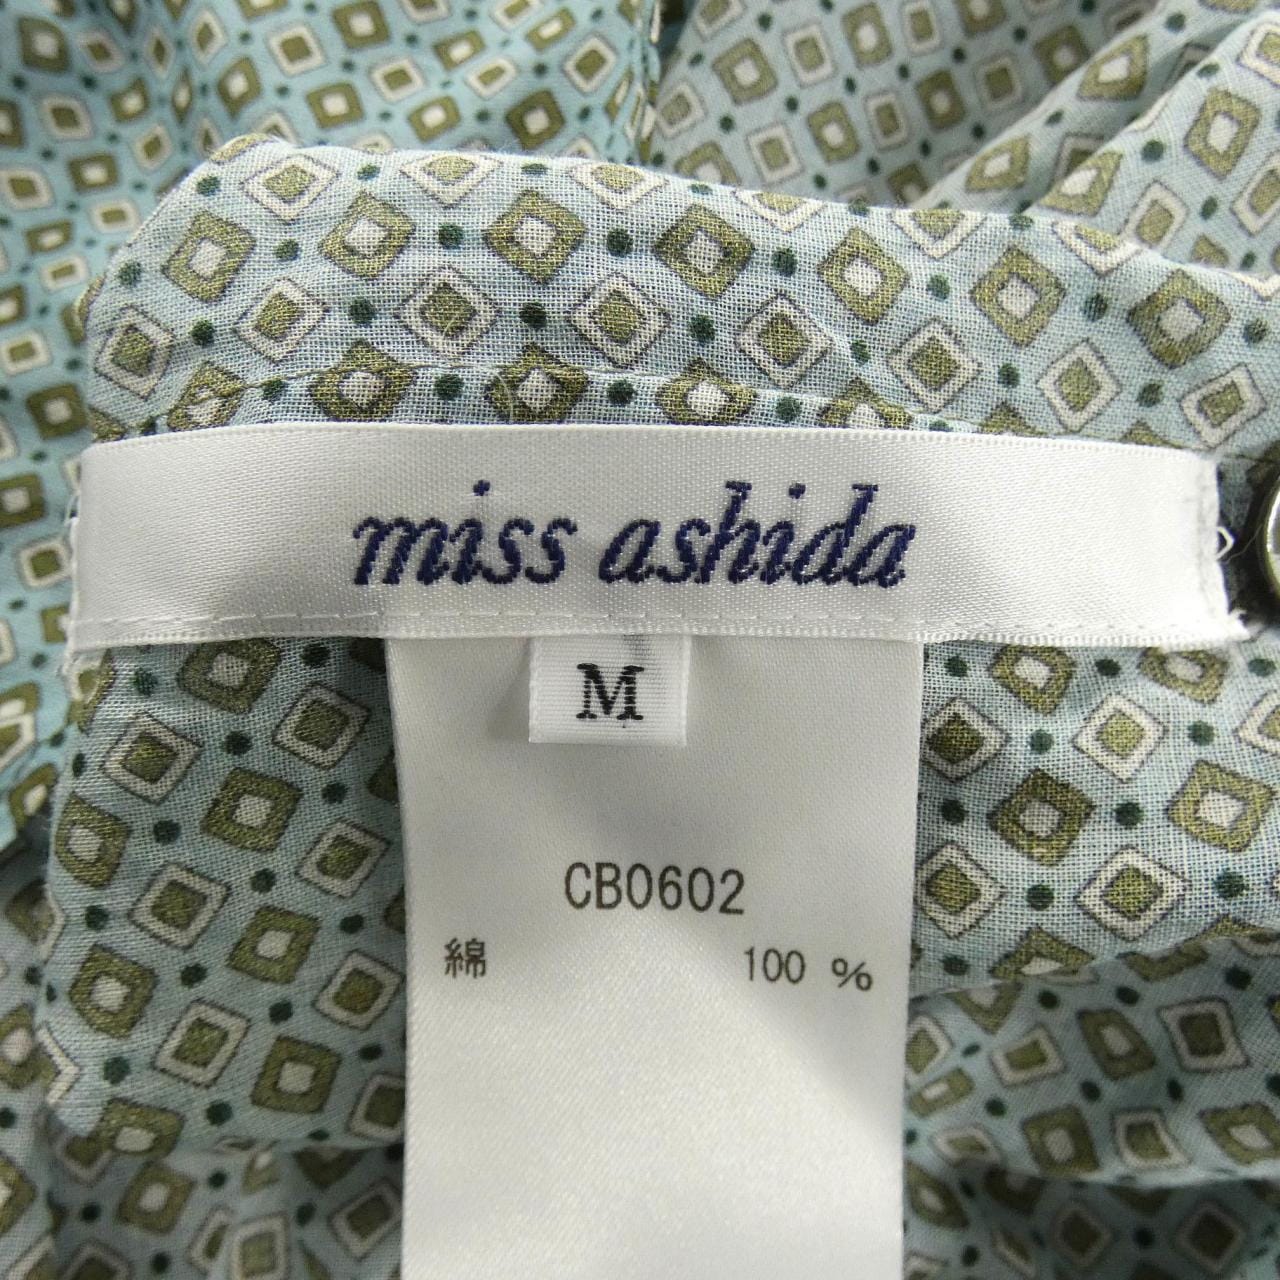 miss ashida
M
CB0602
綿 100 %